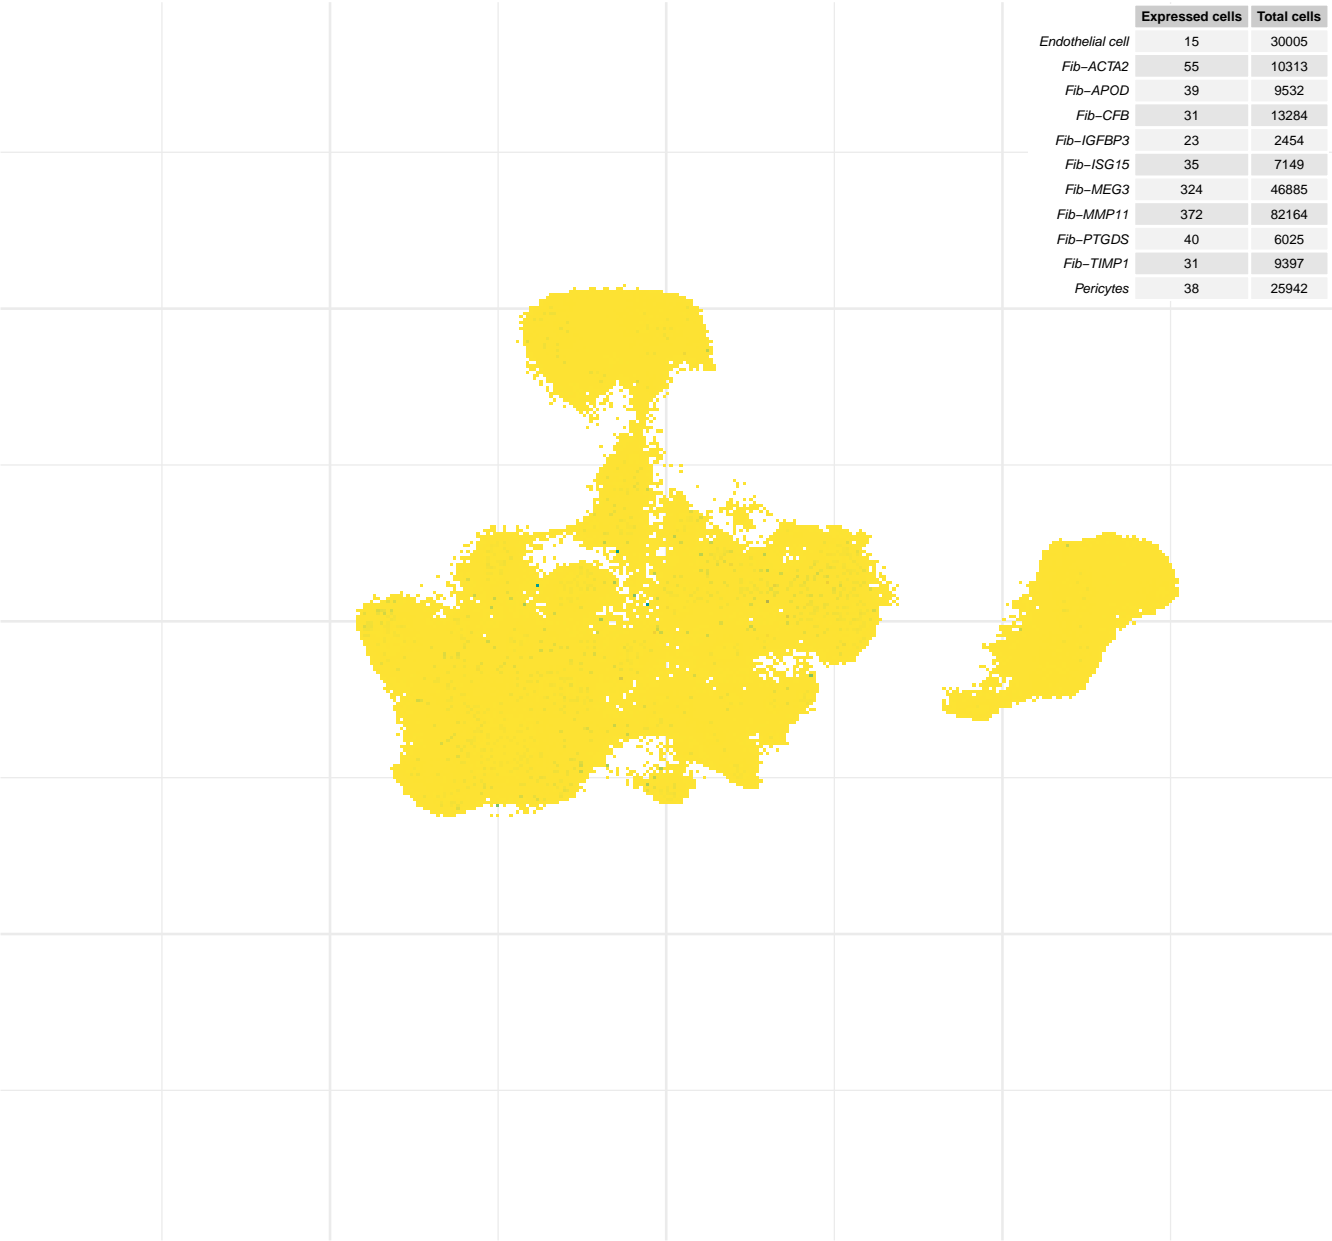 Expressed cells Total cells
Endothelial cell 15 30005
Fib−ACTA2 55 10313
Fib−APOD 39 9532
Fib−CFB 31 13284
Fib−IGFBP3 23 2454
Fib−ISG15 35 7149
Fib−MEG3 324 46885
Fib−MMP11 372 82164
Fib−PTGDS 40 6025
Fib−TIMP1 31 9397
Pericytes 38 25942